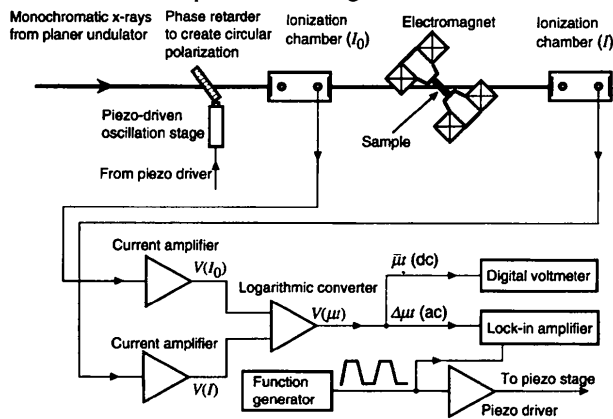 Monochromatic x-rays
from planer undulator
Phase retarder
to create circular
polarization
Ionization
chamber (I0)
Electromagnet
Ionization
chamber (I)
Piezo-driven
oscillation stage
Sample
From piezo driver
Current amplifier
V(I0)
Logarithmic converter
μ̄t (dc)
Digital voltmeter
V(μt)
Δμt (ac)
Lock-in amplifier
Current amplifier
V(I)
Function
generator
To piezo stage
Piezo driver